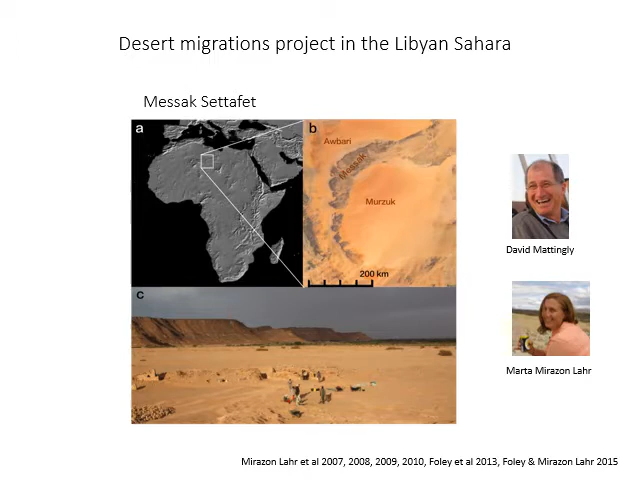 Desert migrations project in the Libyan Sahara
Messak Settafet
a
b
Awbari
Messak
Murzuk
200 km
c
David Mattingly
Marta Mirazon Lahr
Mirazon Lahr et al 2007, 2008, 2009, 2010, Foley et al 2013, Foley & Mirazon Lahr 2015